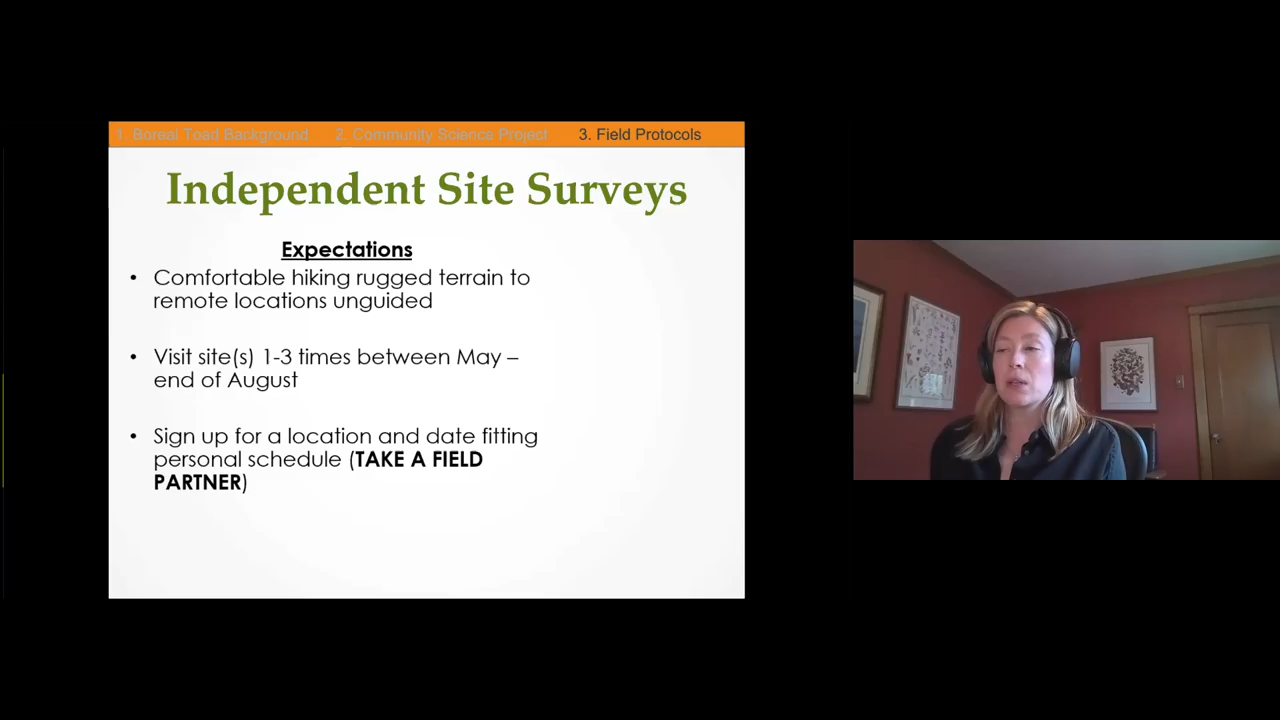 1. Boreal Toad Background 2. Community Science Project 3. Field Protocols
Independent Site Surveys
Expectations
• Comfortable hiking rugged terrain to
remote locations unguided
• Visit site(s) 1-3 times between May –
end of August
• Sign up for a location and date fitting
personal schedule (TAKE A FIELD
PARTNER)